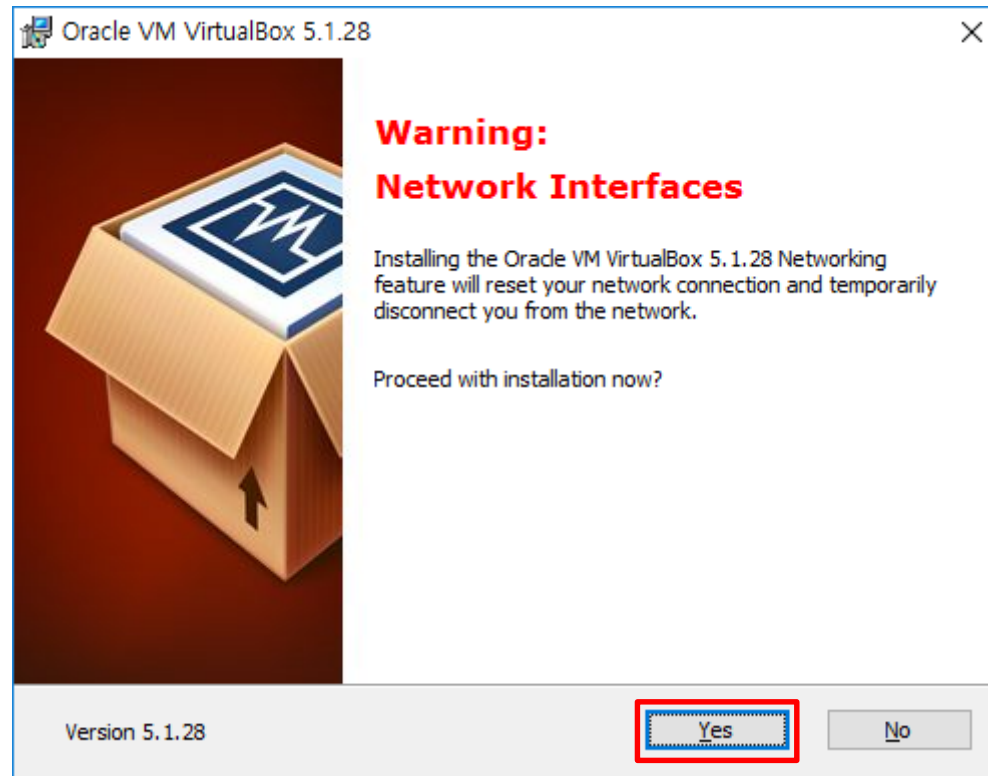 Oracle VM VirtualBox 5.1.28
Warning:
Network Interfaces
Installing the Oracle VM VirtualBox 5.1.28 Networking
feature will reset your network connection and temporarily
disconnect you from the network.
Proceed with installation now?
Version 5.1.28
Yes
No